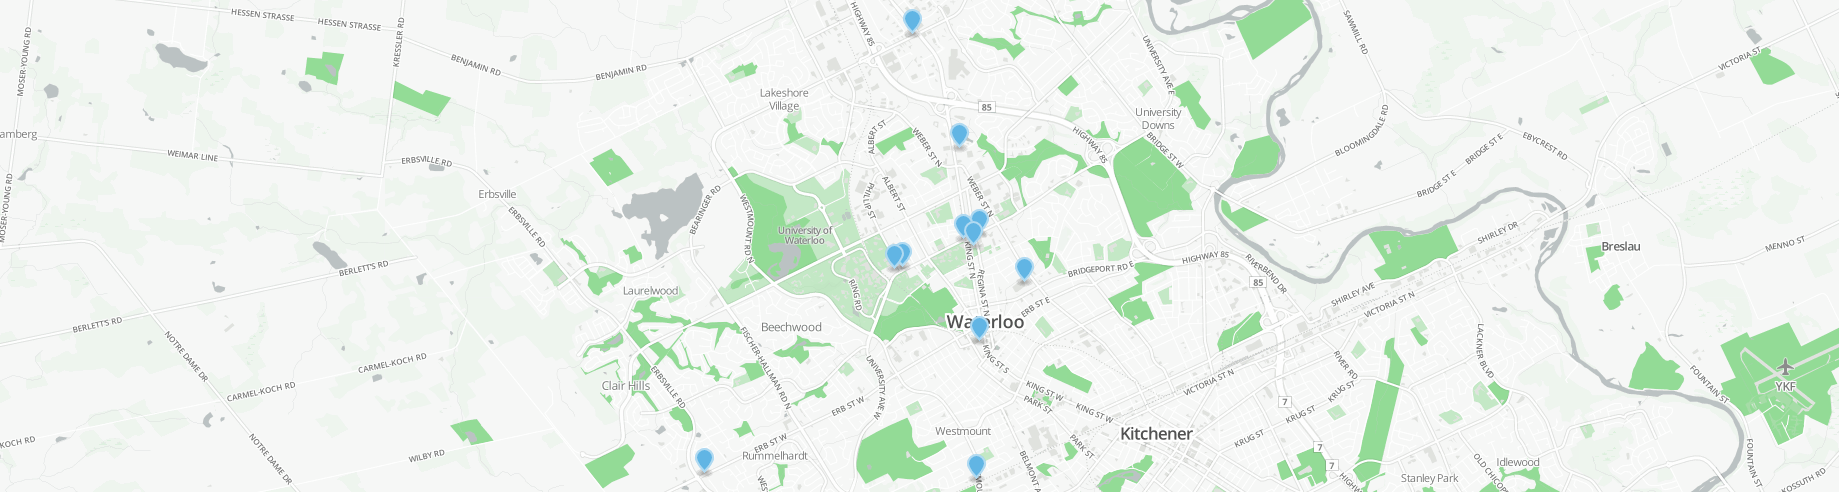 HESSEN STRASSE
HESSEN STRASSE
KRESSLER RD
HIGHWAY 85
SAWMILL RD
MOSER-YOUNG RD
BENJAMIN RD
BENJAMIN RD
UNIVERSITY AVE E
VICTORIA ST
Lakeshore
Village
85
University
Downs
amberg
WEIMAR LINE
ERBSVILLE RD
ALBERT ST
WEBER ST N
HIGHWAY 85
BRIDGE ST W
BLOOMINGDALE RD
BRIDGE ST E
EBYCREST RD
Erbsville
BEARINGER RD
WESTMOUNT RD N
PHILLIP ST
ALBERT ST
WEBER ST N
BRIDGE ST E
MOSER-YOUNG RD
ERBSVILLE RD
University of
Waterloo
KING ST N
SHIRLEY DR
Breslau
MENNO ST
BERLETT'S RD
Laurelwood
RING RD
REGINA ST N
BRIDGEPORT RD E
HIGHWAY 85
RIVERBEND DR
85
SHIRLEY AVE
VICTORIA ST N
BERLETT'S RD
Beechwood
Waterloo
ERB ST E
NOTRE DAME DR
FISCHER-HALLMAN RD N
UNIVERSITY AVE W
KING ST S
RIVER RD
LACKNER BLVD
FOUNTAIN ST
YKF
CARMEL-KOCH RD
CARMEL-KOCH RD
Clair Hills
ERBSVILLE RD
ERB ST W
KING ST W
PARK ST
KING ST W
VICTORIA ST N
7
KRUG ST
KRUG ST
KRUG ST
Westmount
Kitchener
PARK ST
-KOCH RD
NOTRE DAME DR
WILBY RD
ERB ST W
Rummelhardt
BELMONT A
7
7
Idlewood
Stanley Park
OLD CHICOP
FOUNTAIN ST
KOSSUTH RD
WES
HIGHW